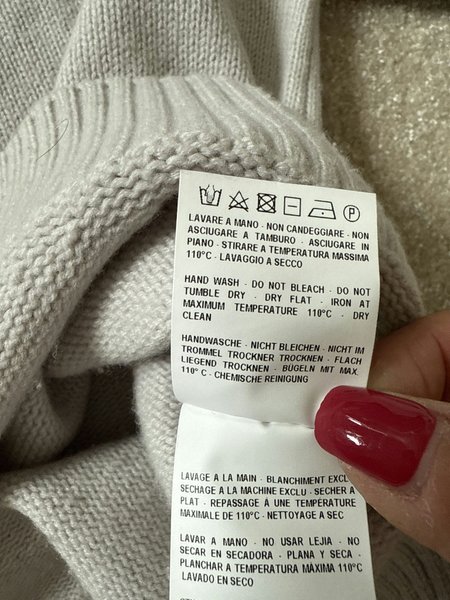 P
LAVARE A MANO - NON CANDEGGIARE - NON
ASCIUGARE A TAMBURO - ASCIUGARE IN
PIANO - STIRARE A TEMPERATURA MASSIMA
110°C - LAVAGGIO A SECCO
HAND WASH - DO NOT BLEACH - DO NOT
TUMBLE DRY - DRY FLAT - IRON AT
MAXIMUM TEMPERATURE 110°C - DRY
CLEAN
HANDWASCHE - NICHT BLEICHEN - NICHT IM
TROMMEL TROCKNER TROCKNEN - FLACH
LIEGEND TROCKNEN - BÜGELN MIT MAX.
110° C - CHEMISCHE REINIGUNG
LAVAGE A LA MAIN - BLANCHIMENT
SECHAGE A LA MACHINE EXCLU - SECHER A
PLAT - REPASSAGE À UNE TEMPÉRATURE
MAXIMALE DE 110°C - NETTOYAGE A SEC
LAVAR A MANO - NO USAR LEJIA - NO
SECAR EN SECADORA - PLANA Y SECA -
PLANCHAR A TEMPERATURA MÁXIMA 110°C
LAVADO EN SECO